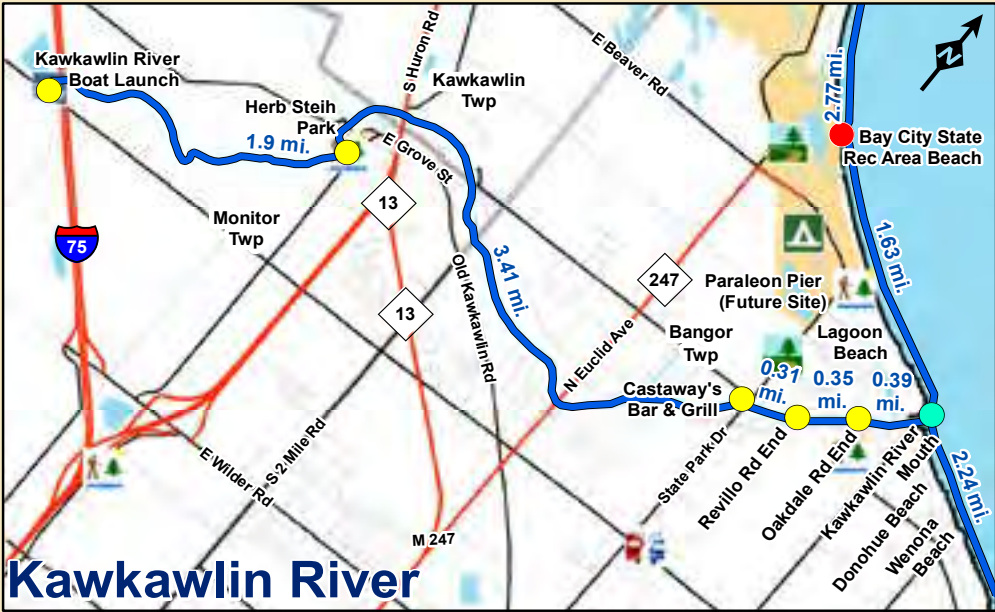 Kawkawlin River
Boat Launch
S Huron Rd
Kawkawlin
Twp
E Beaver Rd
N
2.77 mi.
Herb Steih
Park
1.9 mi.
E Grove St
Bay City State
Rec Area Beach
13
Monitor
Twp
75
3.41 mi.
Old Kawkawlin Rd
1.63 mi.
247
Paraleon Pier
(Future Site)
13
Bangor
Twp
Lagoon
Beach
N Euclid Ave
0.31
mi.
0.35
mi.
0.39
mi.
Castaway's
Bar & Grill
State Park Dr
Revillo Rd End
Oakdale Rd End
Kawkawlin River
Mouth
Donohue Beach
Wenona
Beach
2.24 mi.
E Wilder Rd
S 2 Mile Rd
M 247
Kawkawlin River